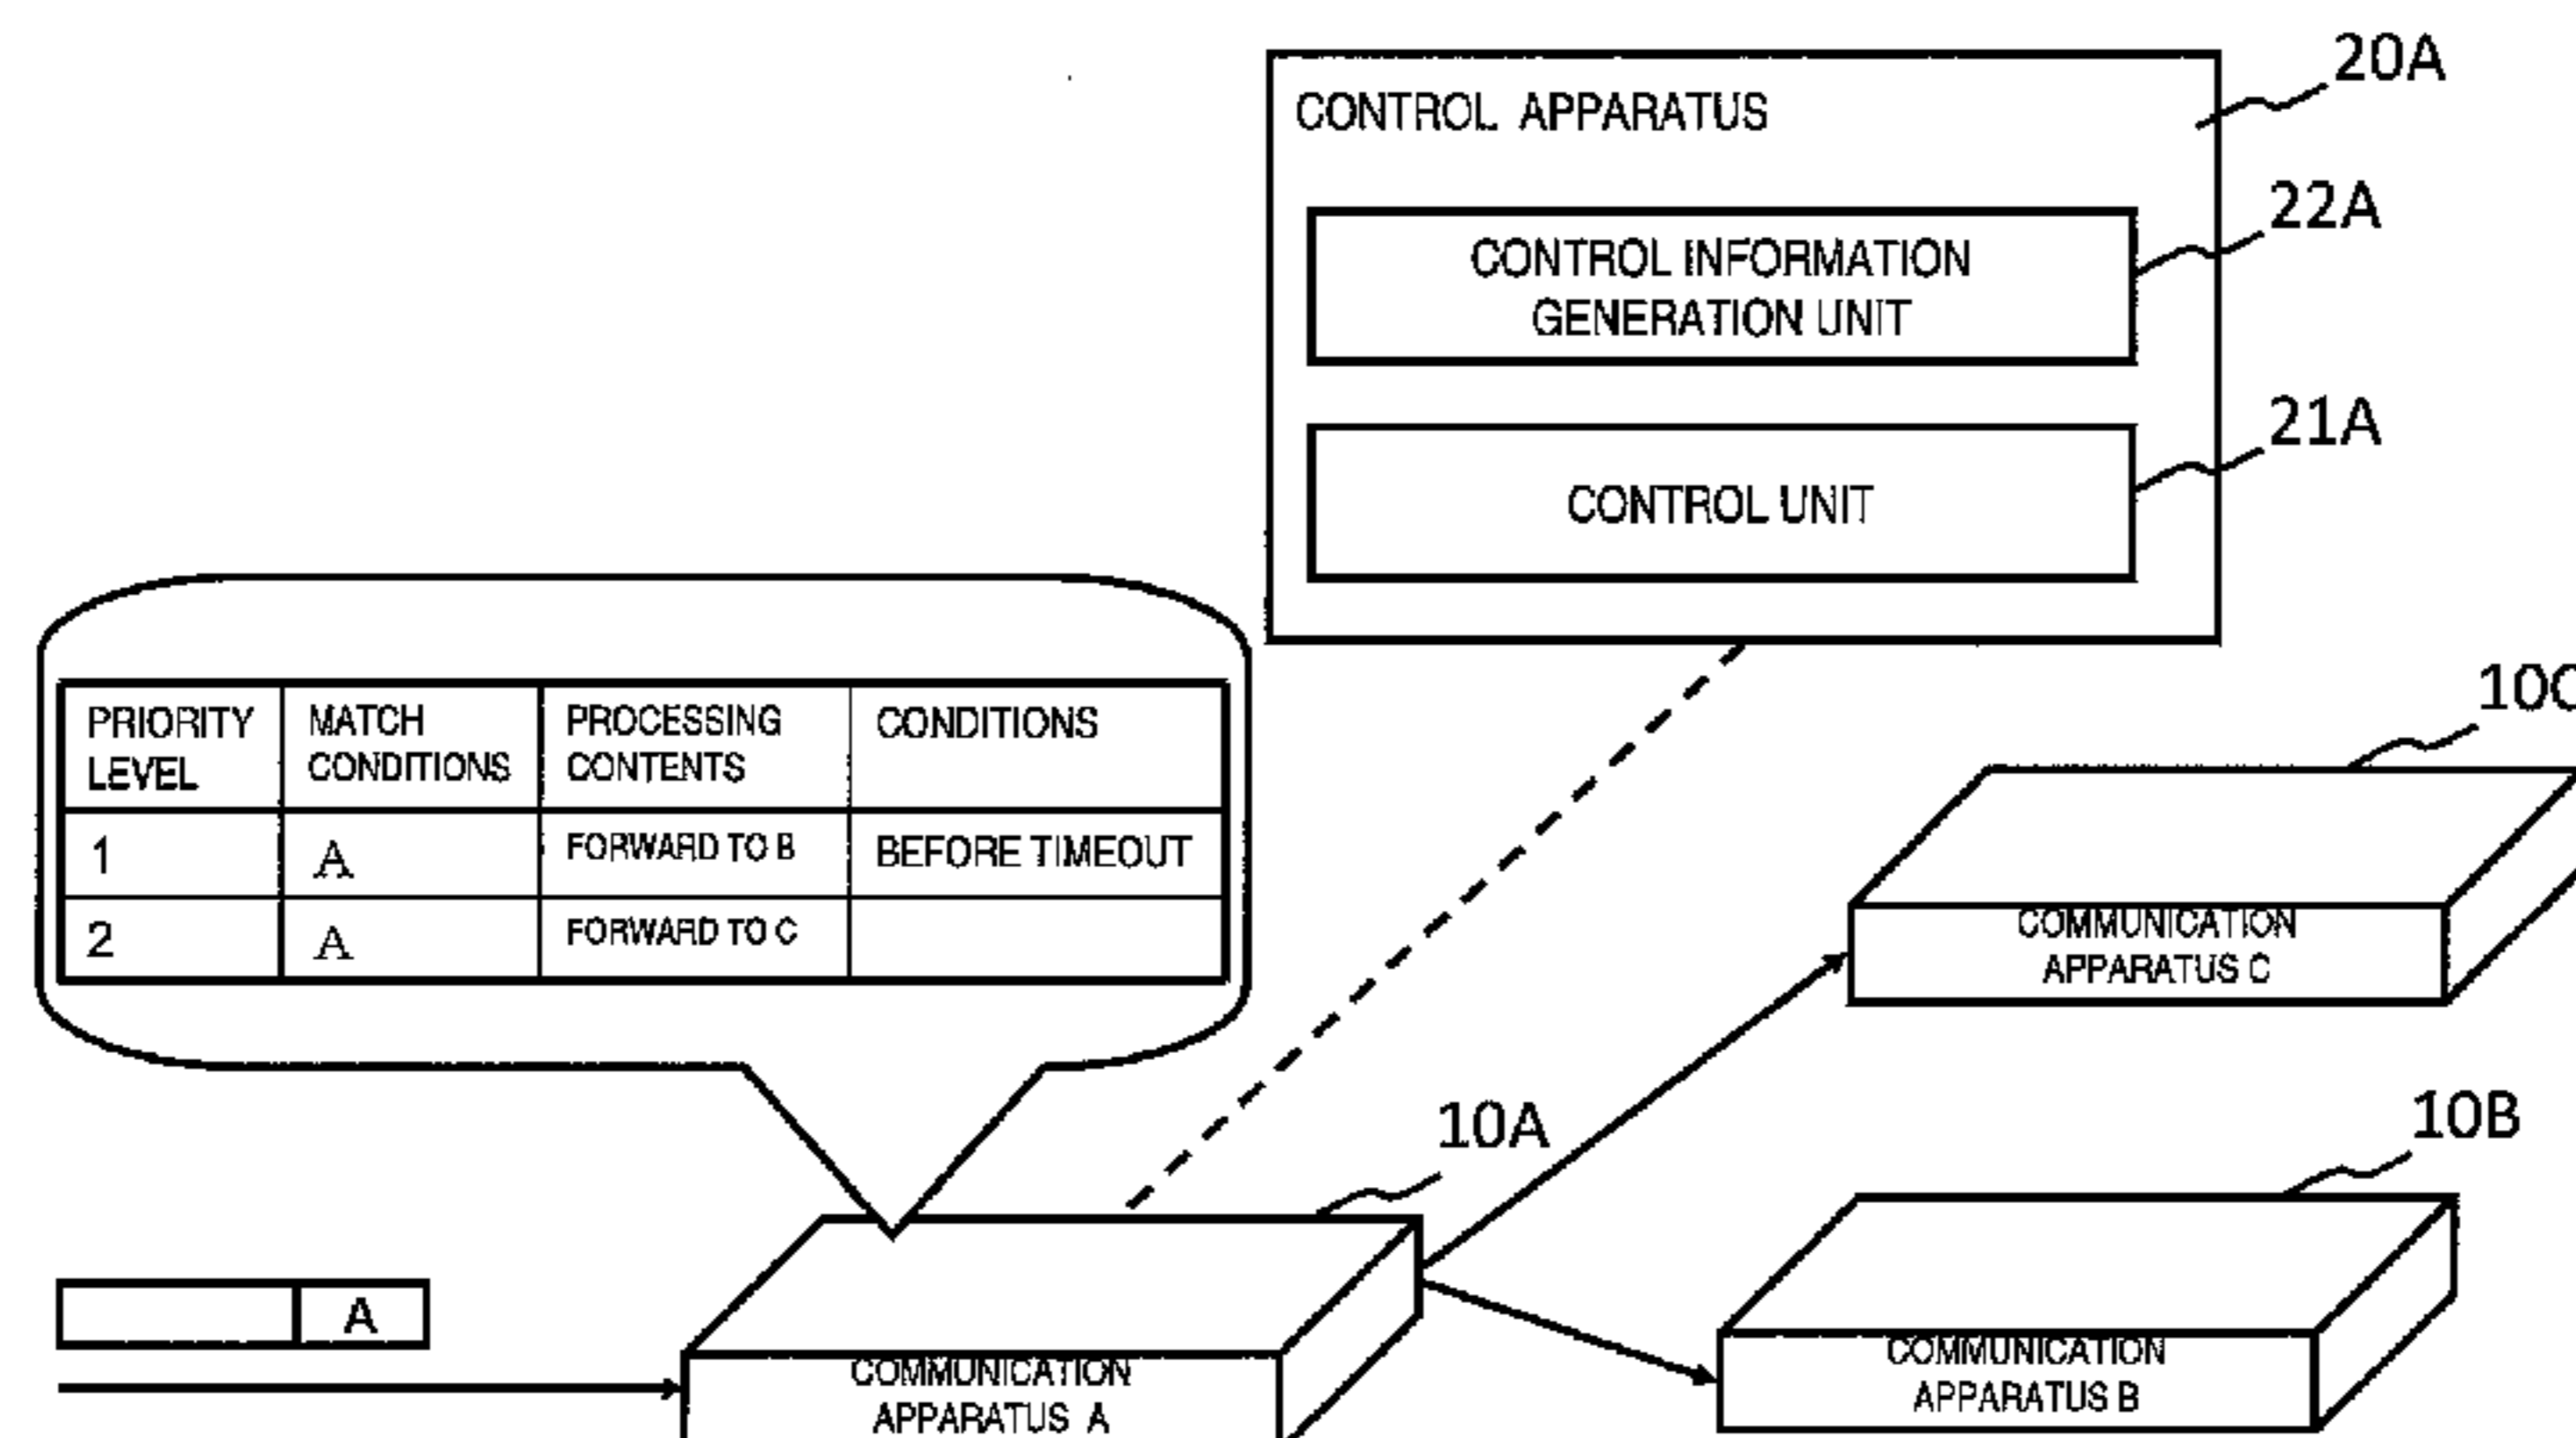 20A
CONTROL APPARATUS
22A
CONTROL INFORMATION
GENERATION UNIT
21A
CONTROL UNIT
PRIORITY LEVEL MATCH CONDITIONS PROCESSING CONTENTS CONDITIONS
1 A FORWARD TO B BEFORE TIMEOUT
2 A FORWARD TO C
10C
COMMUNICATION
APPARATUS C
10A
10B
A
COMMUNICATION
APPARATUS A
COMMUNICATION
APPARATUS B